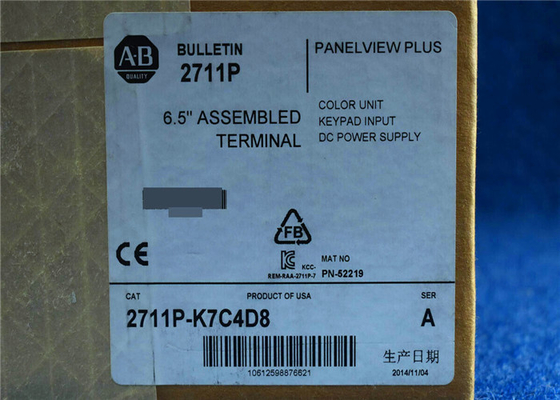 AB
QUALITY
BULLETIN
2711P
PANELVIEW PLUS
6.5" ASSEMBLED
TERMINAL
COLOR UNIT
KEYPAD INPUT
DC POWER SUPPLY
CE
FB
KCC-
REM-RAA-2711P-7
MAT NO
PN-52219
CAT
PRODUCT OF USA
SER
2711P-K7C4D8
A
10612598876621
生产日期
2014/11/04